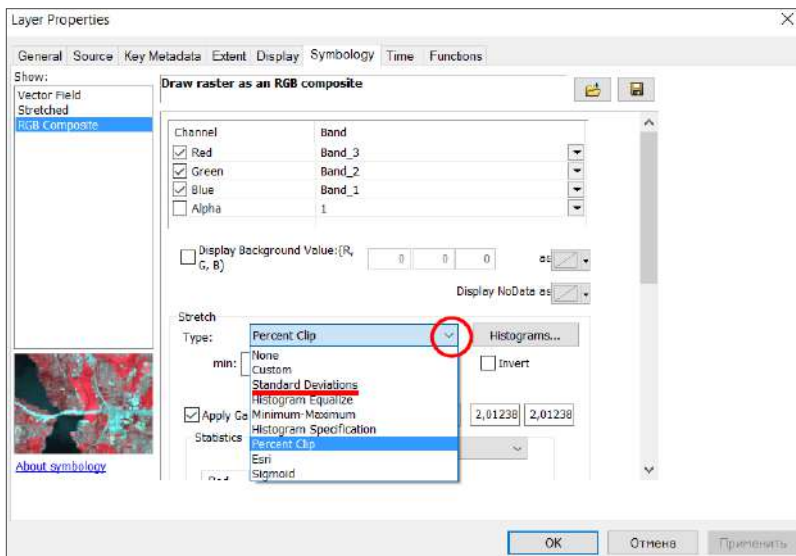 Layer Properties
General Source Key Metadata Extent Display Symbology Time Functions
Show:
Vector Field
Stretched
RGB Composite
Draw raster as an RGB composite
Channel Band
Red Band_3
Green Band_2
Blue Band_1
Alpha 1
Display Background Value:(R, G, B) 0 0 0 as
Display NoData as
Stretch
Type: Percent Clip Histograms...
min: Invert
None
Custom
Standard Deviations
Histogram Equalize
Minimum-Maximum
Histogram Specification
Percent Clip
Esri
Sigmoid
Apply Ga 2,01238 2,01238
Statistics
Red
About symbology
OK Отмена Применить